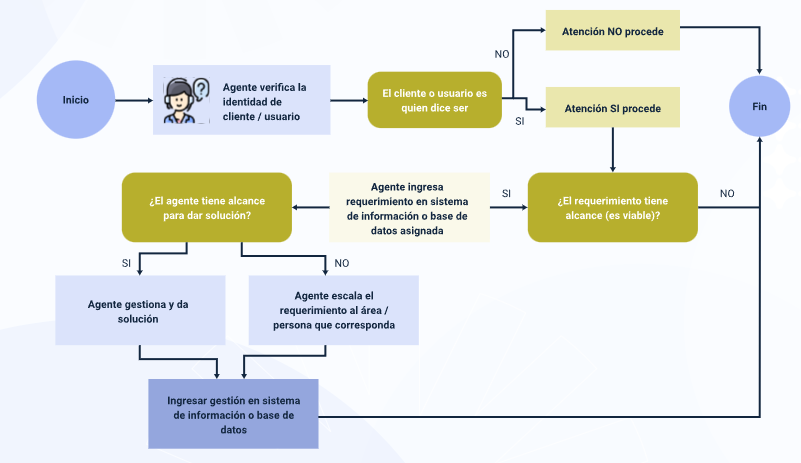 Inicio
Agente verifica la
identidad de
cliente / usuario
El cliente o usuario es
quien dice ser
NO
Atención NO procede
SI
Atención SI procede
Fin
¿El requerimiento tiene
alcance (es viable)?
NO
SI
Agente ingresa
requerimiento en sistema
de información o base de
datos asignada
¿El agente tiene alcance
para dar solución?
SI
NO
Agente gestiona y da
solución
Agente escala el
requerimiento al área /
persona que corresponda
Ingresar gestión en sistema
de información o base de
datos